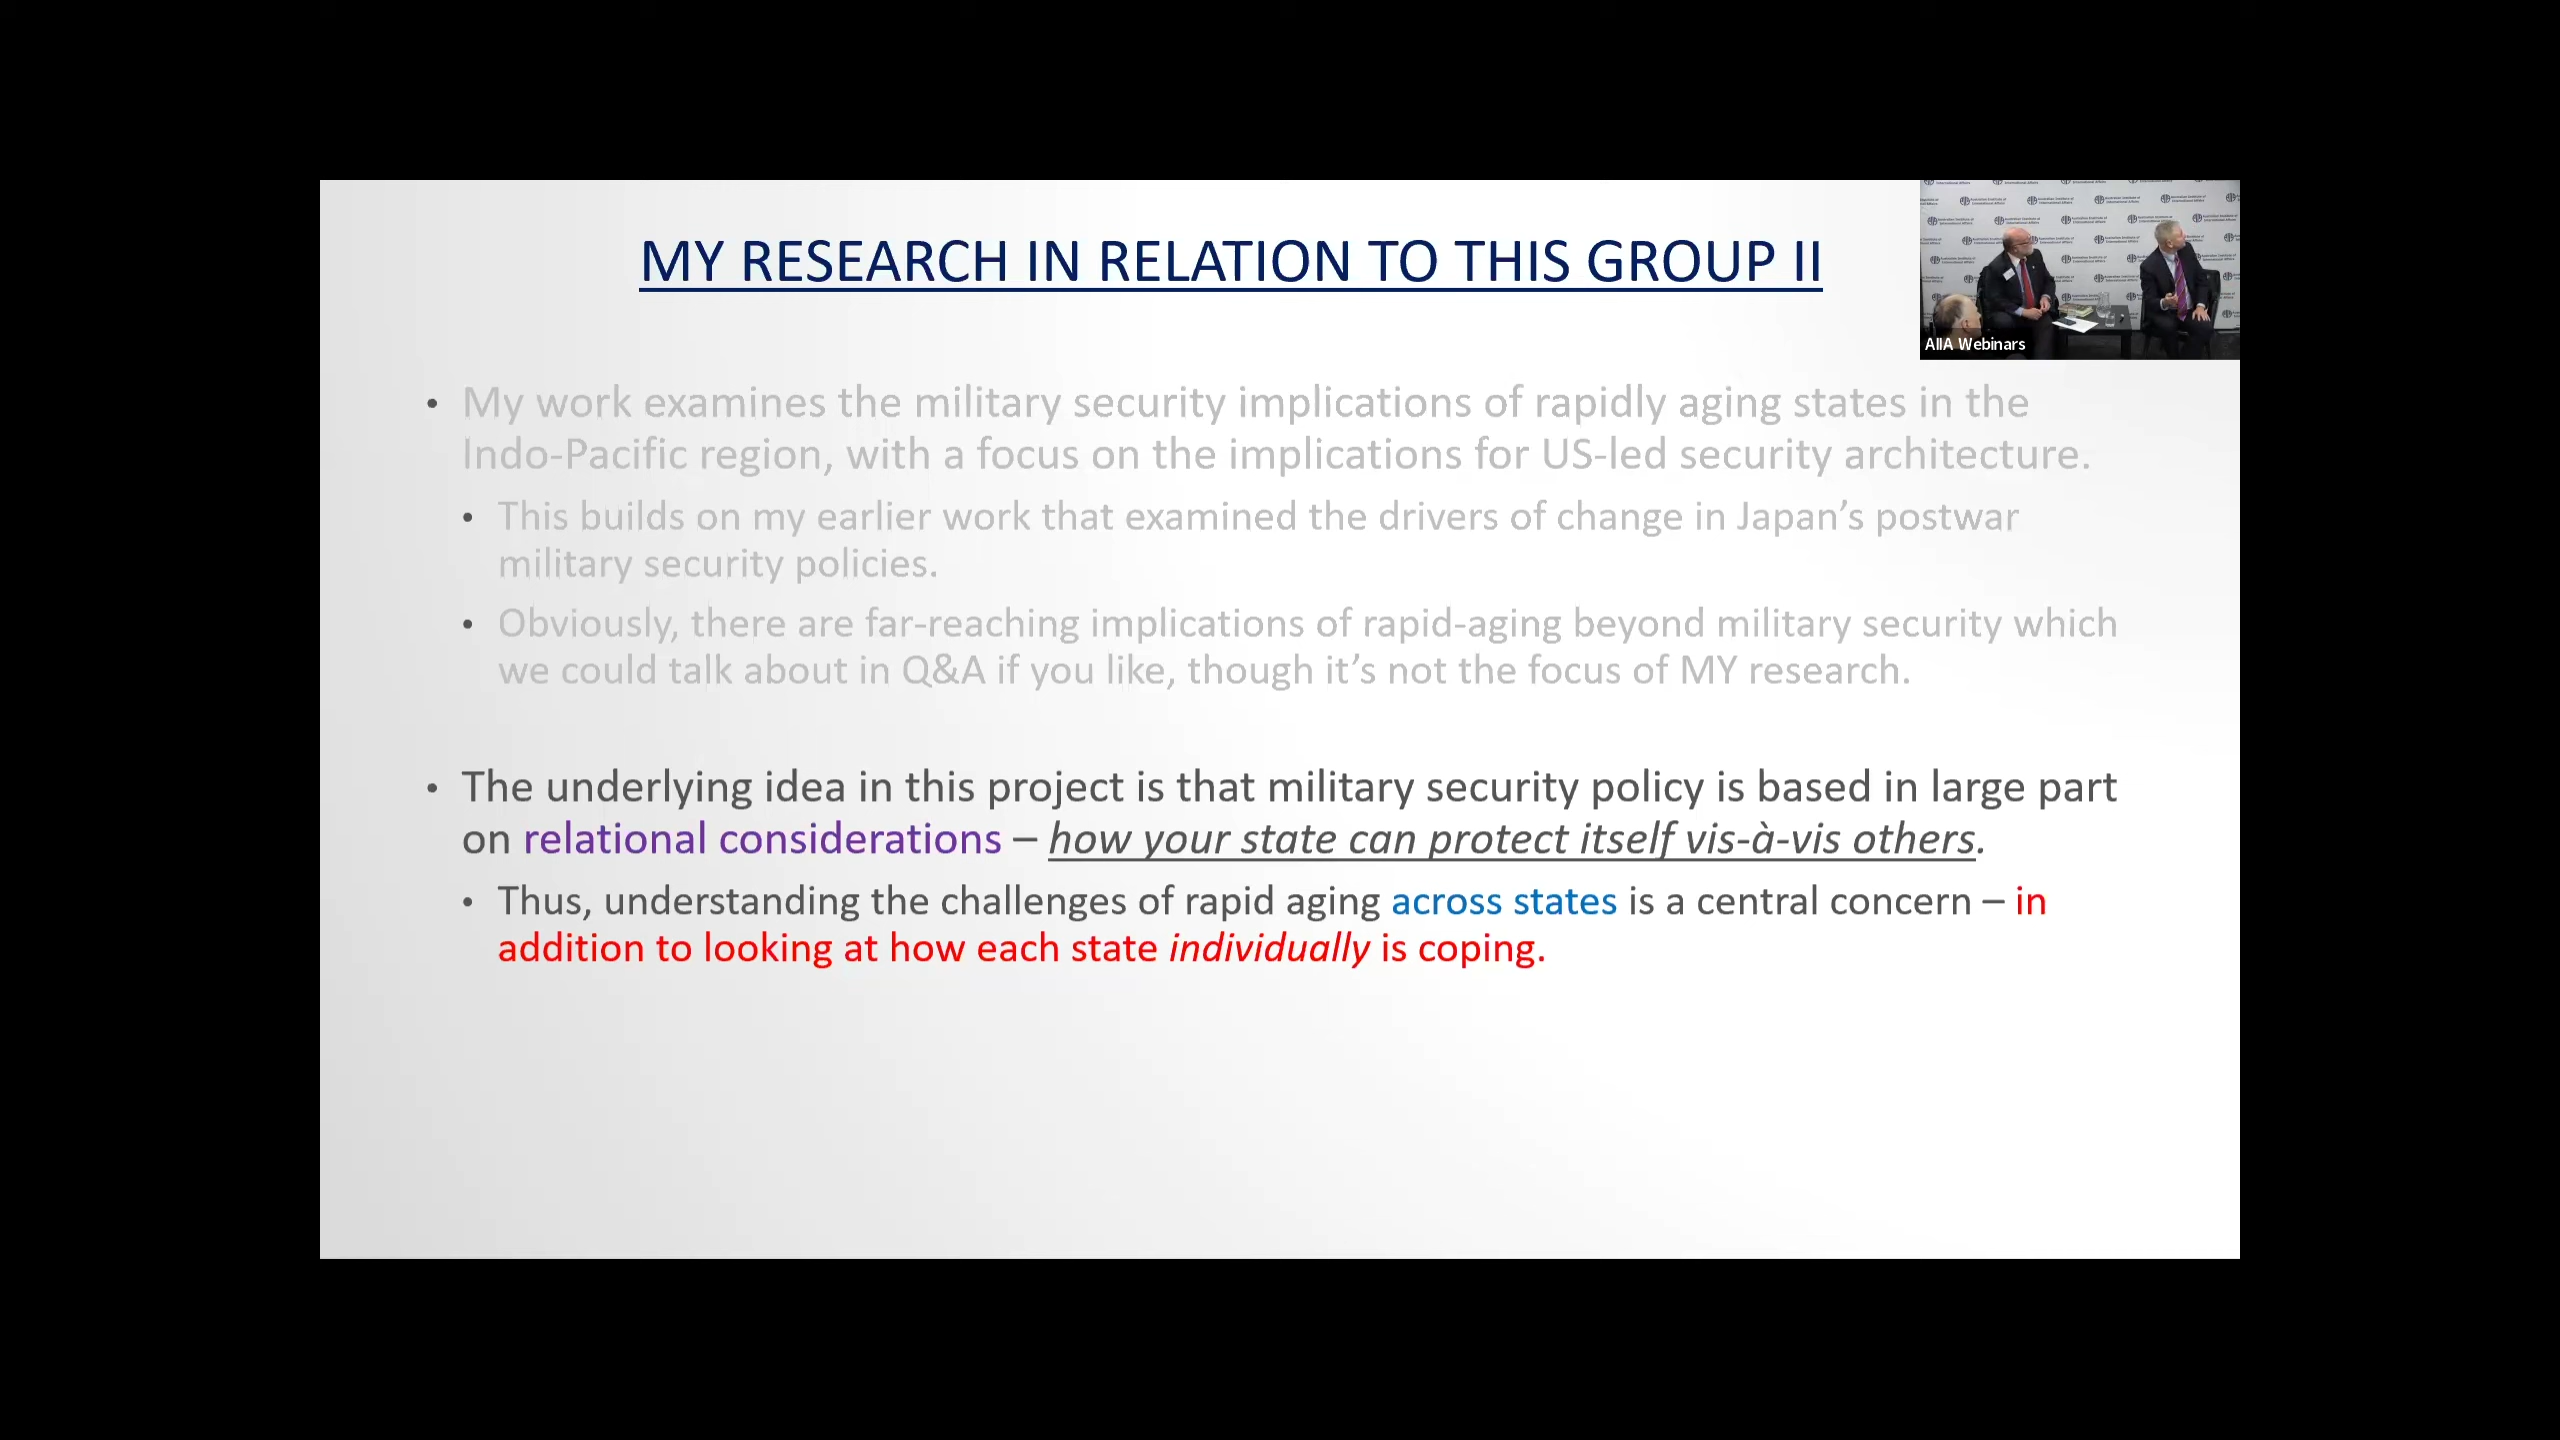 MY RESEARCH IN RELATION TO THIS GROUP II
AIIA Webinars
• My work examines the military security implications of rapidly aging states in the
Indo-Pacific region, with a focus on the implications for US-led security architecture.
• This builds on my earlier work that examined the drivers of change in Japan’s postwar
military security policies.
• Obviously, there are far-reaching implications of rapid-aging beyond military security which
we could talk about in Q&A if you like, though it’s not the focus of MY research.
• The underlying idea in this project is that military security policy is based in large part
on relational considerations – how your state can protect itself vis-à-vis others.
• Thus, understanding the challenges of rapid aging across states is a central concern – in
addition to looking at how each state individually is coping.